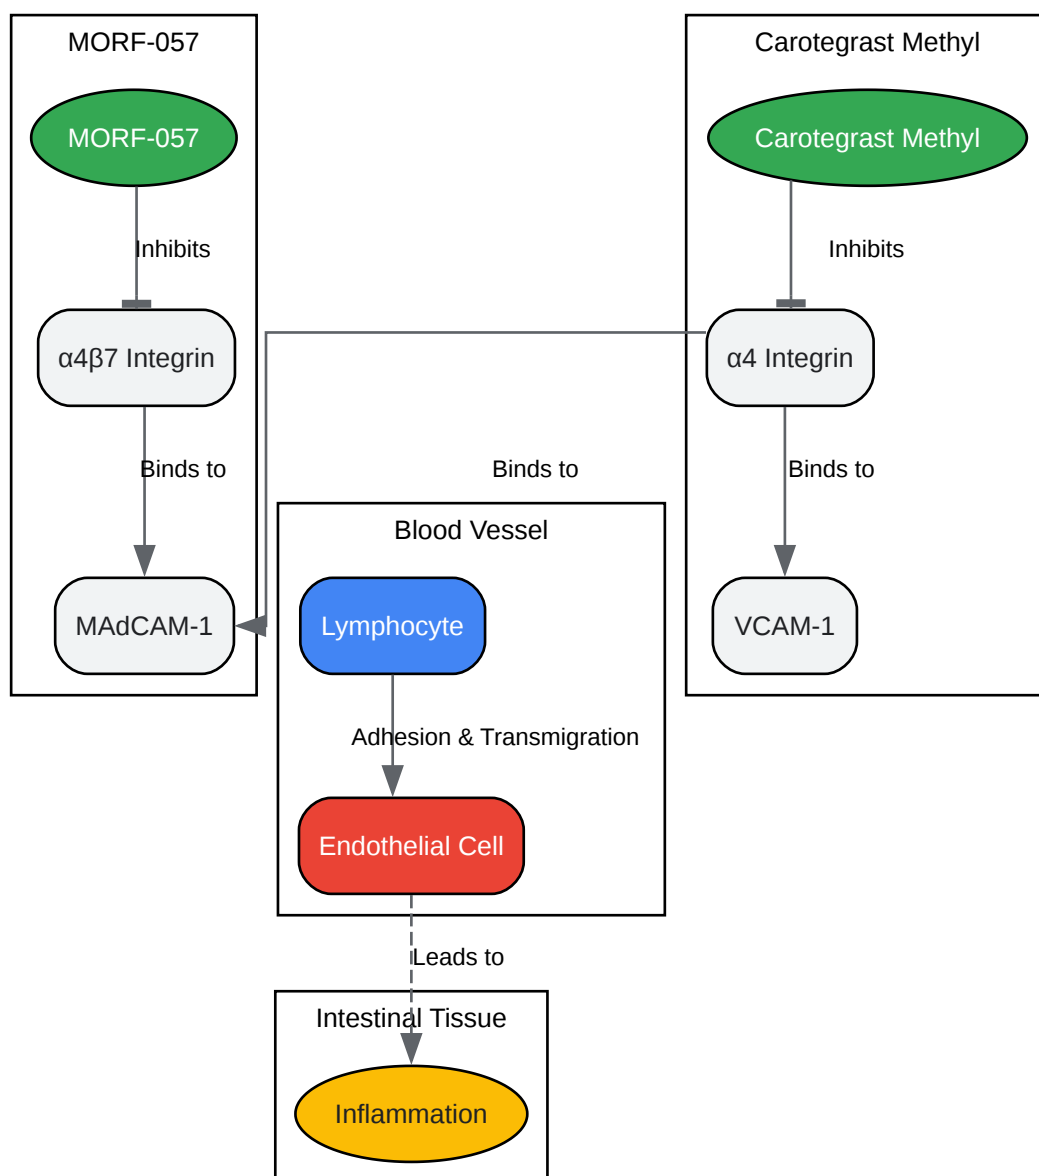 MORF-057
Carotegrast Methyl
MORF-057
Carotegrast Methyl
Inhibits
Inhibits
α4β7 Integrin
α4 Integrin
Binds to
Binds to
Binds to
Blood Vessel
MAdCAM-1
Lymphocyte
VCAM-1
Adhesion & Transmigration
Endothelial Cell
Leads to
Intestinal Tissue
Inflammation